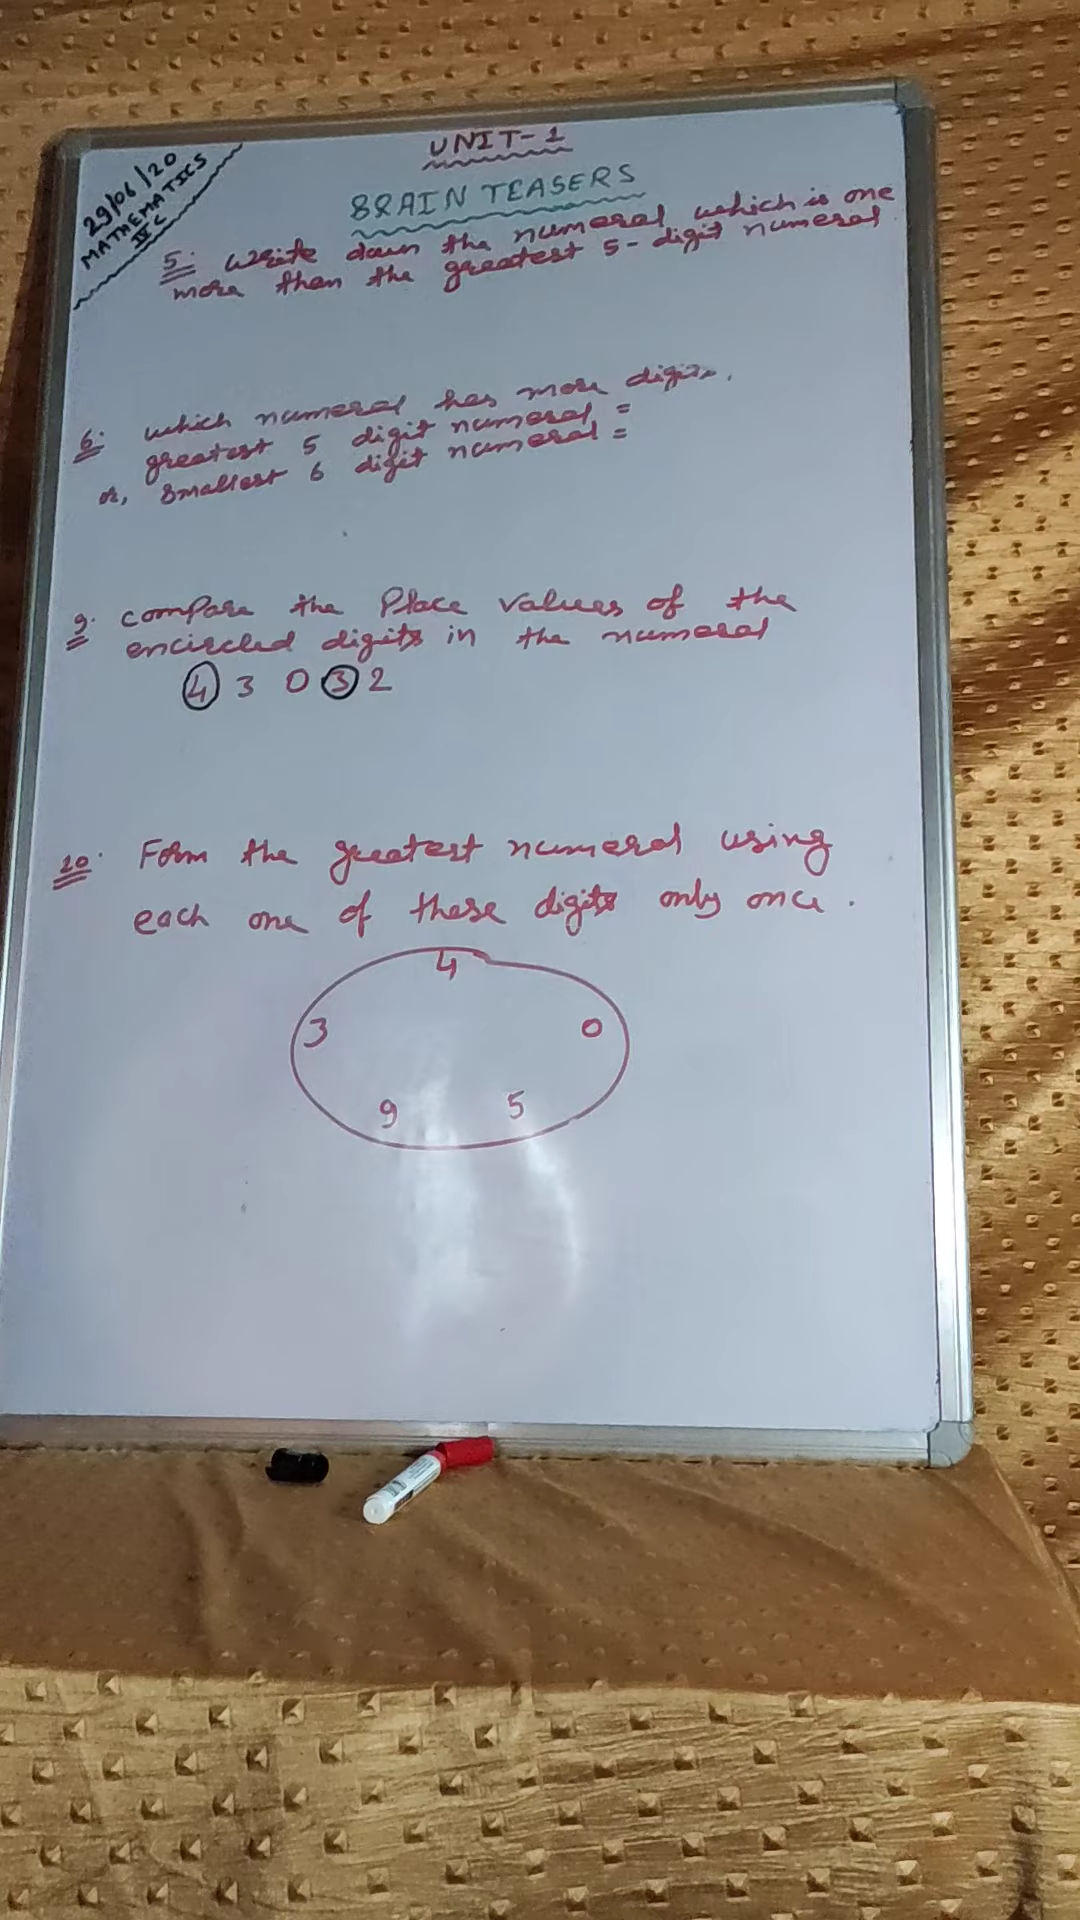 29/06/20
MATHEMATICS
IV C
UNIT-1
BRAIN TEASERS
5. Write down the numeral which is one
more than the greatest 5-digit numeral
6. which numeral has more digits.
greatest 5 digit numeral =
or, smallest 6 digit numeral =
9. compare the Place values of the
encircled digits in the numeral
4 3 0 3 2
10. Form the greatest numeral using
each one of these digits only once.
4
3 0
9 5